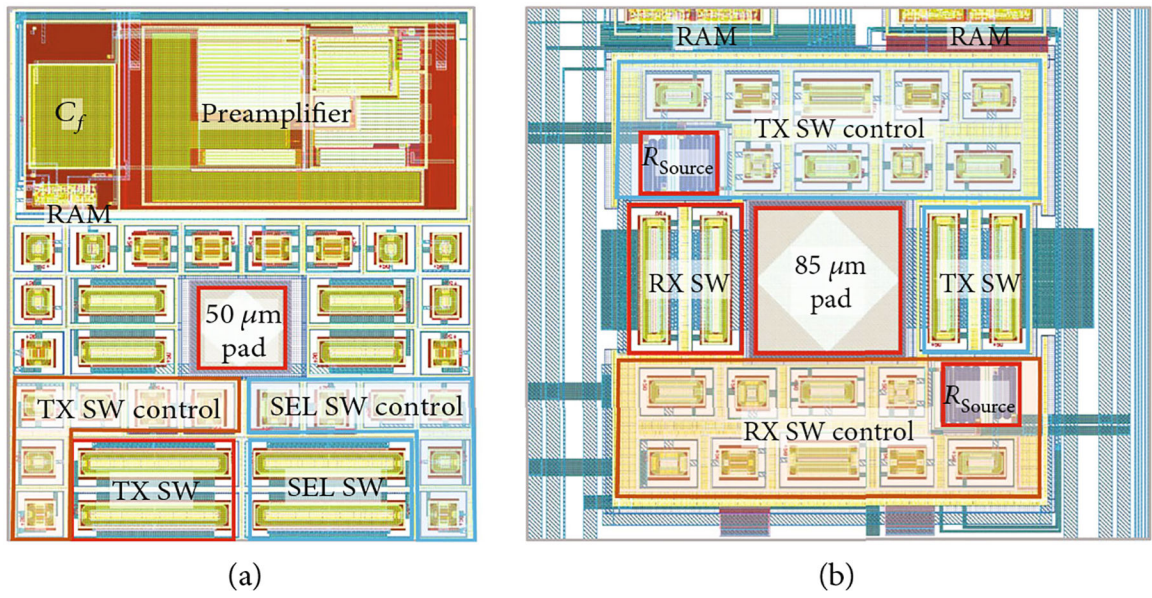 C_f
Preamplifier
RAM
50 μm
pad
TX SW control
SEL SW control
TX SW
SEL SW
(a)
RAM
RAM
TX SW control
R_Source
RX SW
85 μm
pad
TX SW
R_Source
RX SW control
(b)